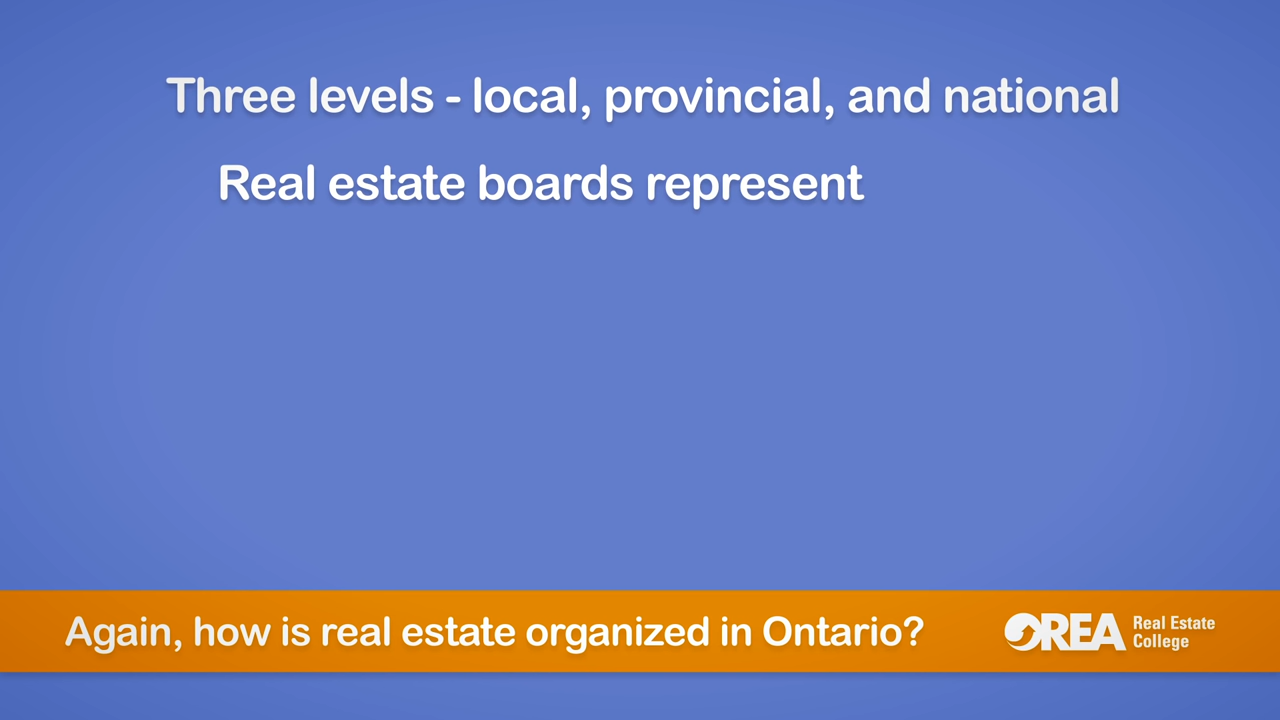 Three levels - local, provincial, and national
Real estate boards represent
Again, how is real estate organized in Ontario?
OREA
Real Estate
College